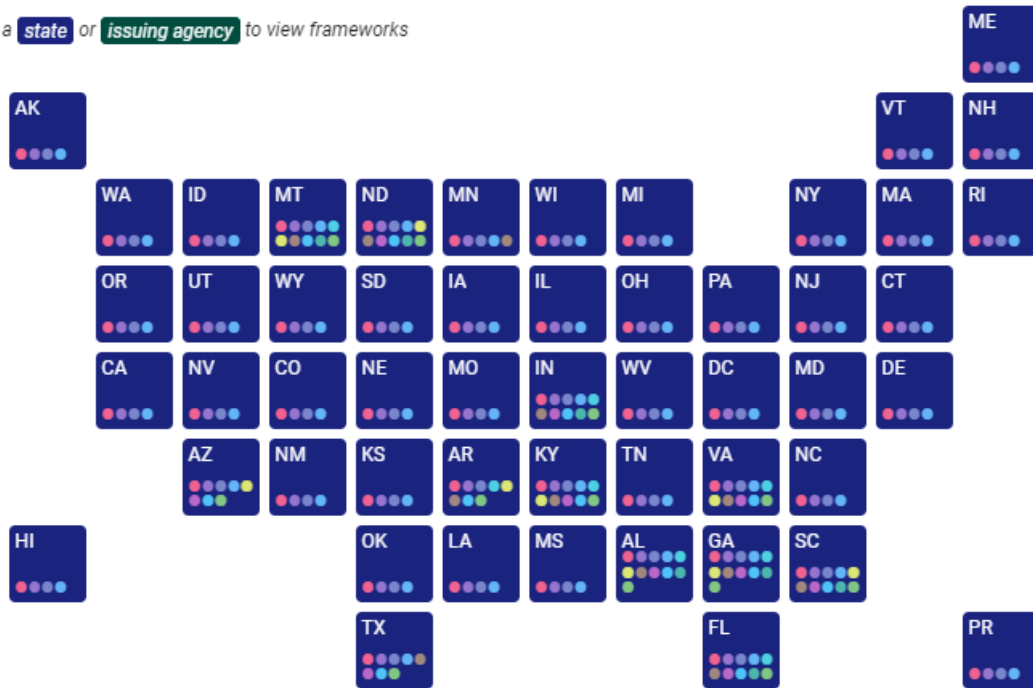 a state or issuing agency to view frameworks
ME
AK
VT
NH
WA
ID
MT
ND
MN
WI
MI
NY
MA
RI
OR
UT
WY
SD
IA
IL
OH
PA
NJ
CT
CA
NV
CO
NE
MO
IN
WV
DC
MD
DE
AZ
NM
KS
AR
KY
TN
VA
NC
HI
OK
LA
MS
AL
GA
SC
TX
FL
PR